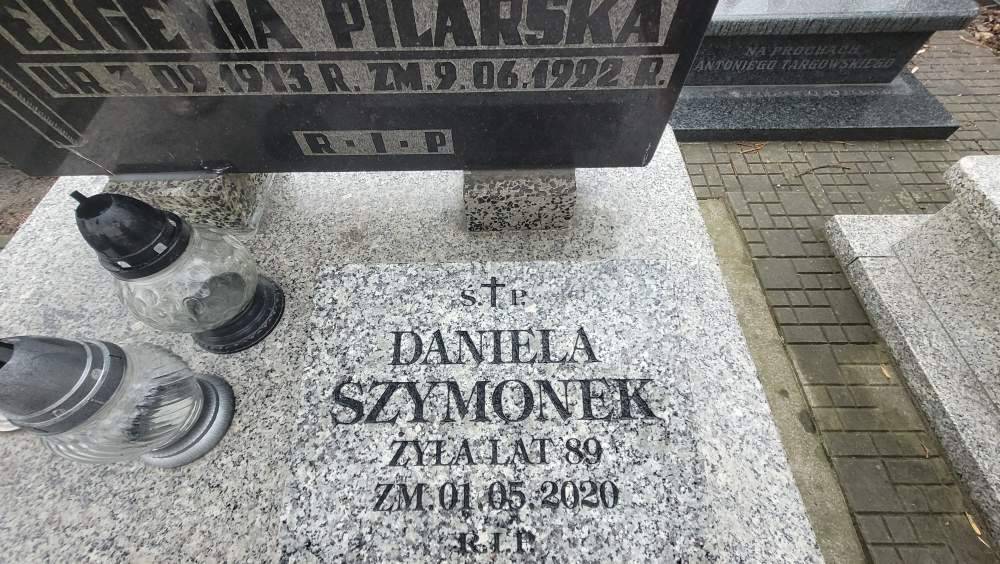 EUGENIA PILARSKA
UR. 3.09.1913 R. ZM. 9.06.1992 R.
R·I·P
NA PROCHACH
ANTONIEGO TARGOWSKIEGO
S✝P
DANIELA
SZYMONEK
ŻYŁA LAT 89
ZM. 01.05.2020
R.I.P.